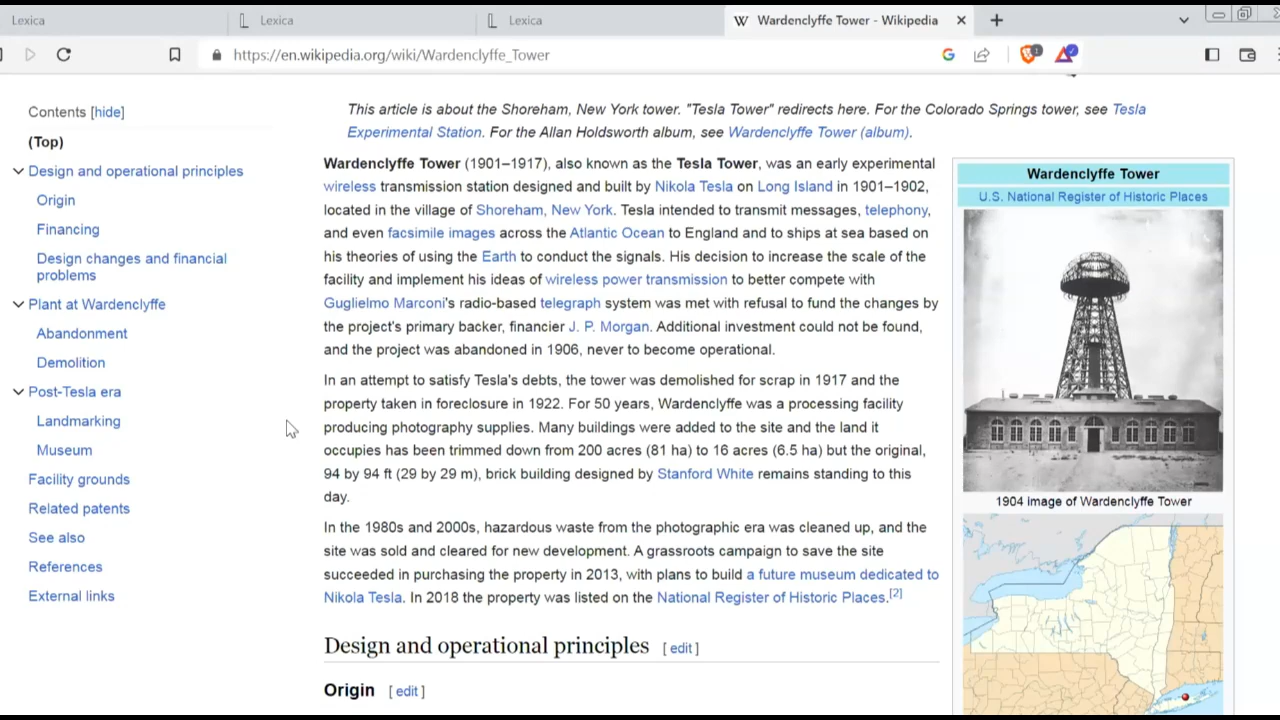 Lexica
Lexica
Lexica
Wardenclyffe Tower - Wikipedia
https://en.wikipedia.org/wiki/Wardenclyffe_Tower
Contents [hide]
(Top)
Design and operational principles
Origin
Financing
Design changes and financial
problems
Plant at Wardenclyffe
Abandonment
Demolition
Post-Tesla era
Landmarking
Museum
Facility grounds
Related patents
See also
References
External links
This article is about the Shoreham, New York tower. "Tesla Tower" redirects here. For the Colorado Springs tower, see Tesla
Experimental Station. For the Allan Holdsworth album, see Wardenclyffe Tower (album).
Wardenclyffe Tower (1901–1917), also known as the Tesla Tower, was an early experimental
wireless transmission station designed and built by Nikola Tesla on Long Island in 1901–1902,
located in the village of Shoreham, New York. Tesla intended to transmit messages, telephony,
and even facsimile images across the Atlantic Ocean to England and to ships at sea based on
his theories of using the Earth to conduct the signals. His decision to increase the scale of the
facility and implement his ideas of wireless power transmission to better compete with
Guglielmo Marconi's radio-based telegraph system was met with refusal to fund the changes by
the project's primary backer, financier J. P. Morgan. Additional investment could not be found,
and the project was abandoned in 1906, never to become operational.
In an attempt to satisfy Tesla's debts, the tower was demolished for scrap in 1917 and the
property taken in foreclosure in 1922. For 50 years, Wardenclyffe was a processing facility
producing photography supplies. Many buildings were added to the site and the land it
occupies has been trimmed down from 200 acres (81 ha) to 16 acres (6.5 ha) but the original,
94 by 94 ft (29 by 29 m), brick building designed by Stanford White remains standing to this
day.
In the 1980s and 2000s, hazardous waste from the photographic era was cleaned up, and the
site was sold and cleared for new development. A grassroots campaign to save the site
succeeded in purchasing the property in 2013, with plans to build a future museum dedicated to
Nikola Tesla. In 2018 the property was listed on the National Register of Historic Places.[2]
Design and operational principles [ edit ]
Origin [ edit ]
Wardenclyffe Tower
U.S. National Register of Historic Places
1904 image of Wardenclyffe Tower